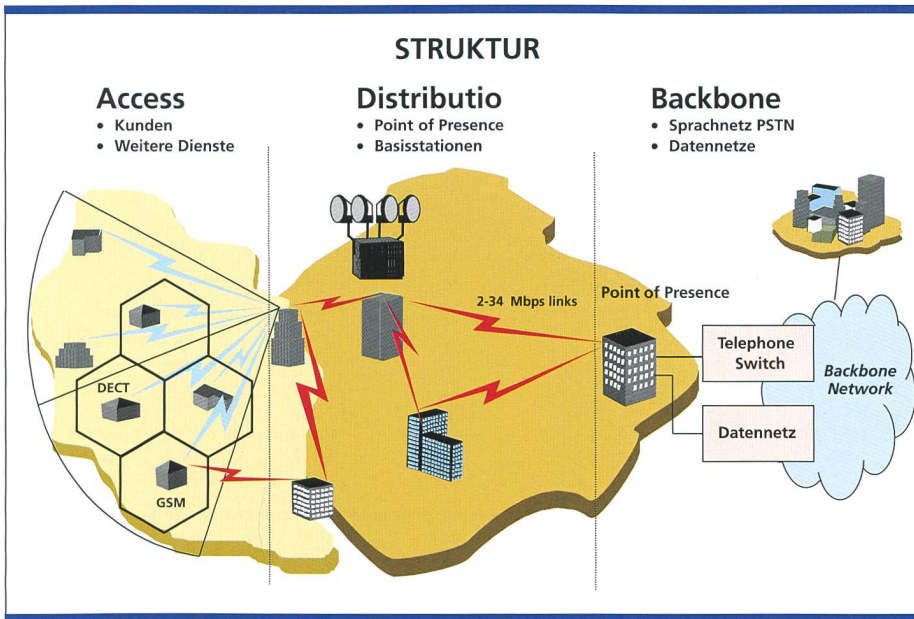 STRUKTUR
Access
• Kunden
• Weitere Dienste
Distributio
• Point of Presence
• Basisstationen
Backbone
• Sprachnetz PSTN
• Datennetze
2-34 Mbps links
Point of Presence
Telephone
Switch
Backbone
Network
Datennetz
DECT
GSM